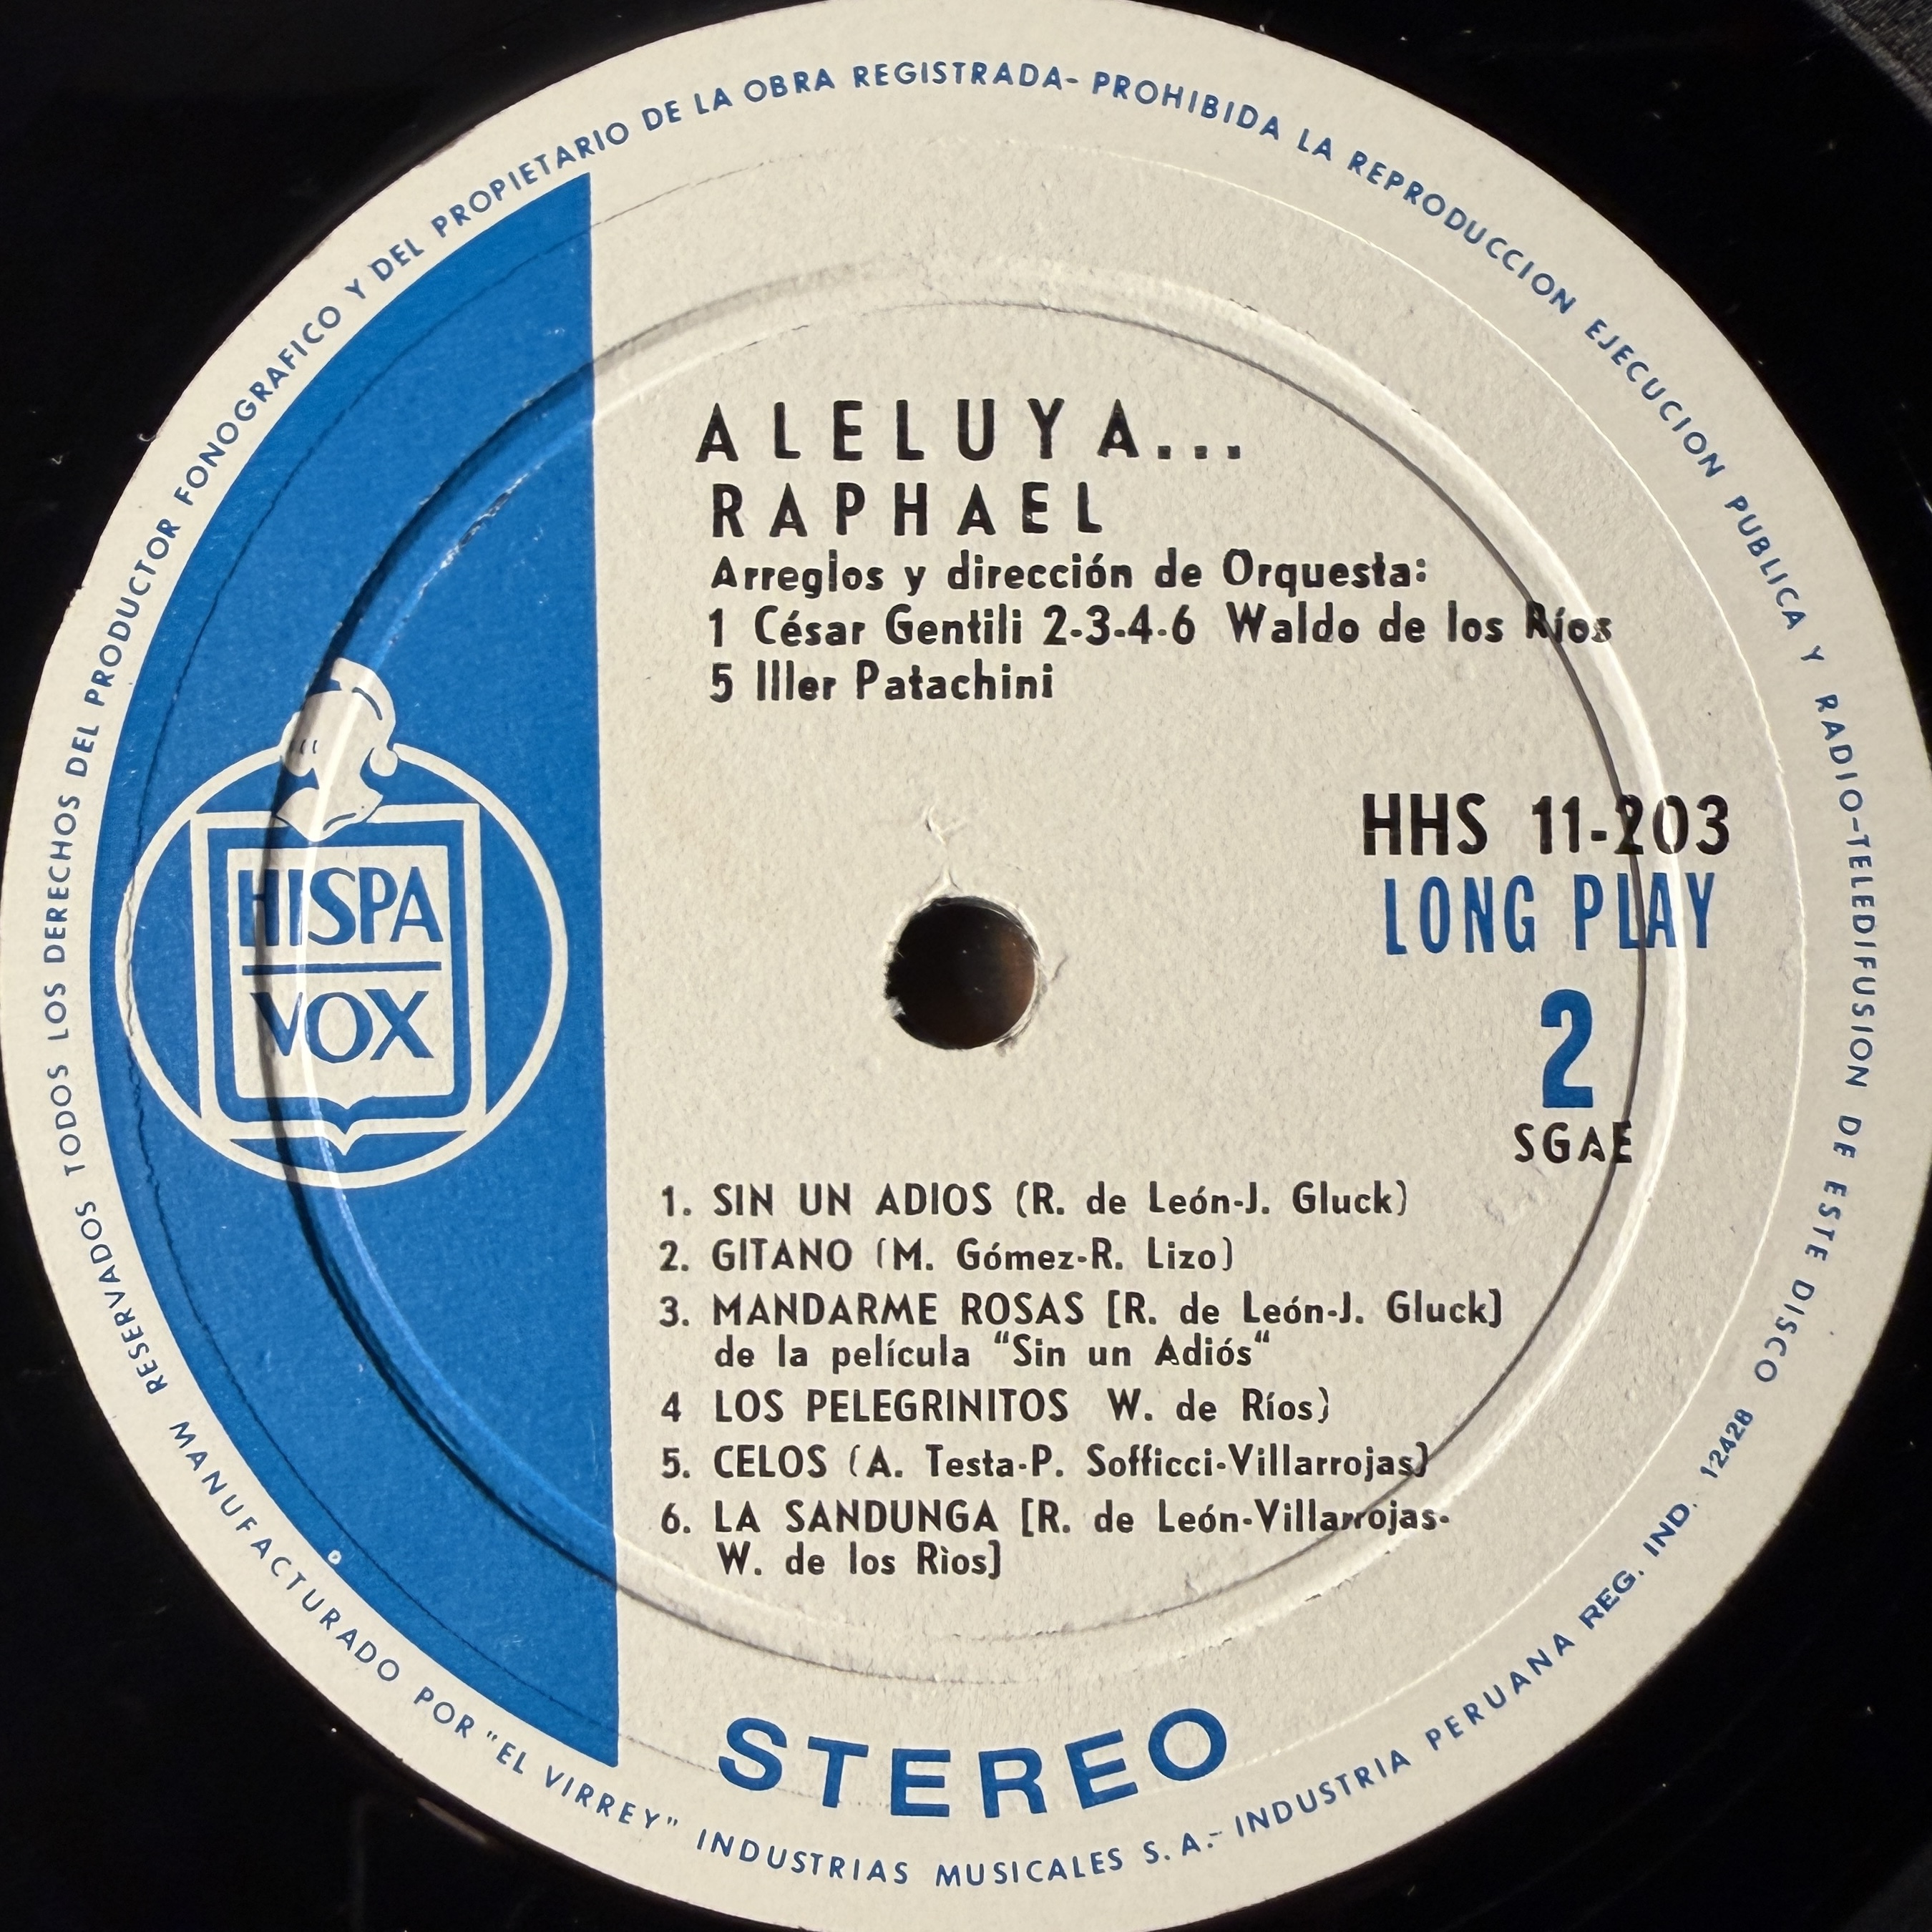 TODOS LOS DERECHOS DEL PRODUCTOR FONOGRAFICO Y DEL PROPIETARIO DE LA OBRA REGISTRADA- PROHIBIDA LA REPRODUCCION EJECUCION PUBLICA Y RADIO-TELEDIFUSION DE ESTE DISCO
RESERVADOS
ALELUYA...
RAPHAEL
Arreglos y dirección de Orquesta:
1 César Gentili 2-3-4-6 Waldo de los Ríos
5 Iller Patachini
HISPA
VOX
HHS 11-203
LONG PLAY
2
SGAE
1. SIN UN ADIOS (R. de León-J. Gluck)
2. GITANO (M. Gómez-R. Lizo)
3. MANDARME ROSAS [R. de León-J. Gluck]
de la película "Sin un Adiós"
4 LOS PELEGRINITOS W. de Ríos)
5. CELOS (A. Testa-P. Sofficci-Villarrojas)
6. LA SANDUNGA [R. de León-Villarrojas-
W. de los Rìos]
STEREO
MANUFACTURADO POR "EL VIRREY" INDUSTRIAS MUSICALES S. A.- INDUSTRIA PERUANA REG. IND. 12428